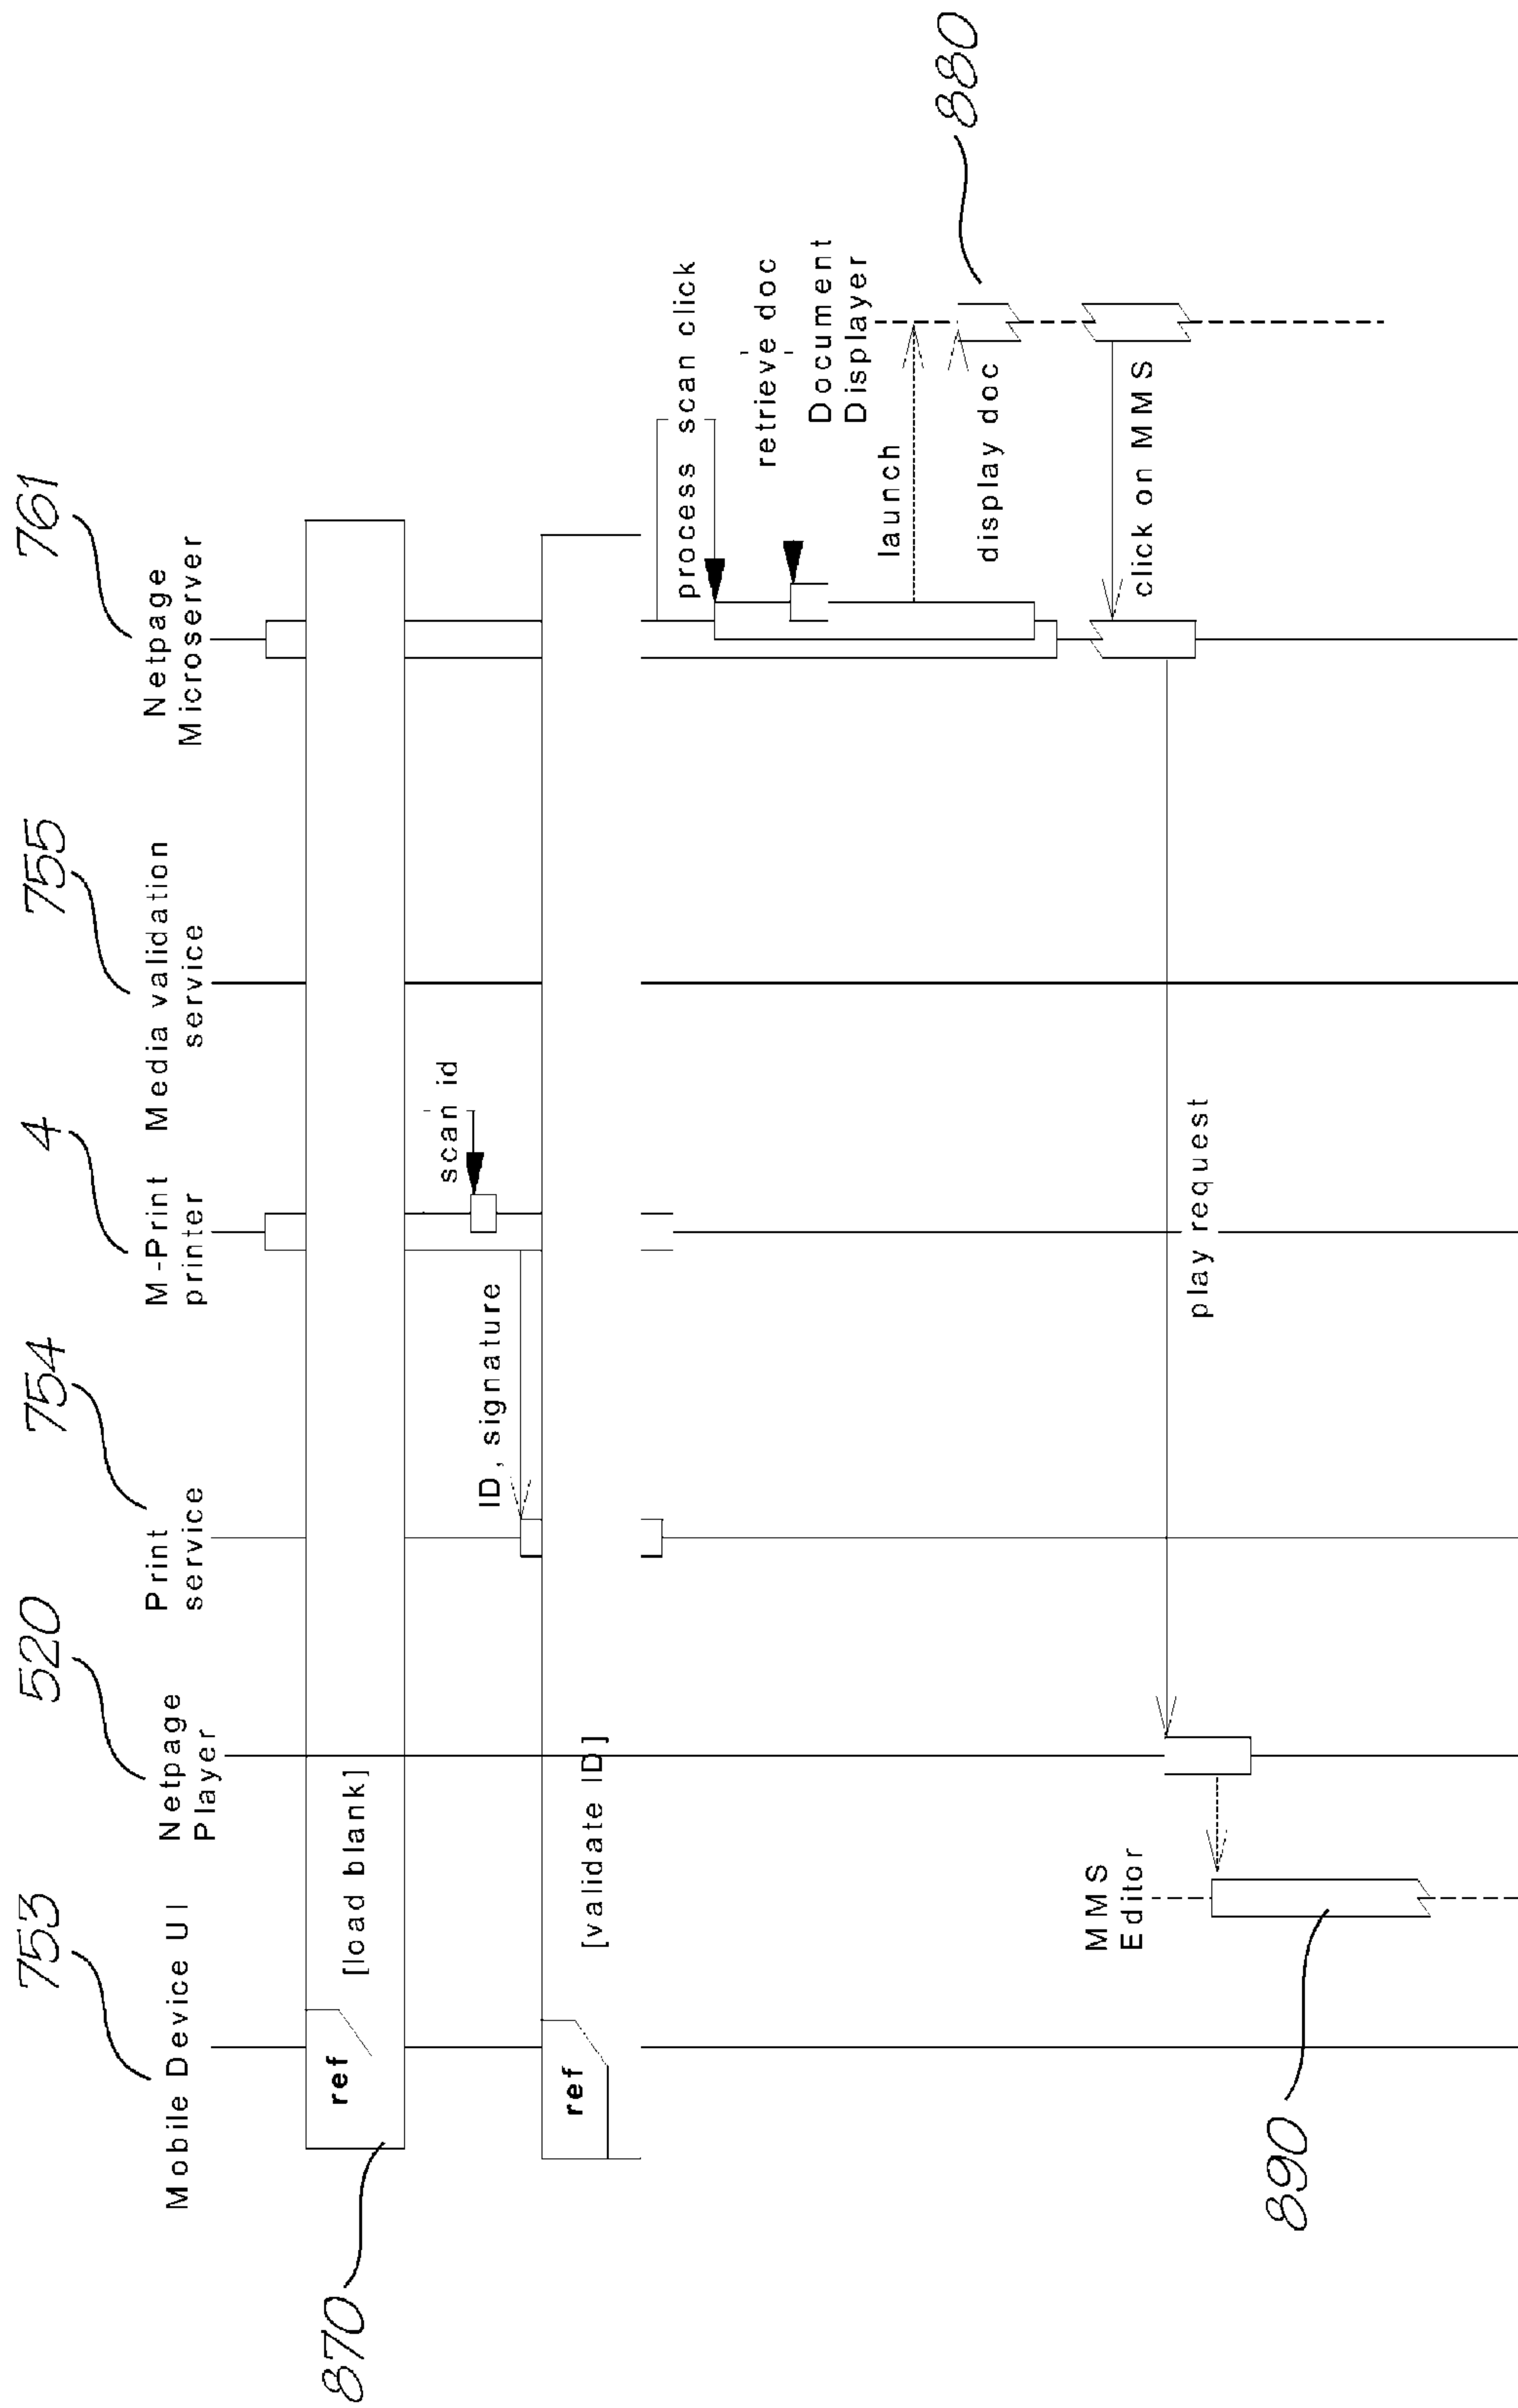 753
520
754
4
755
761
Mobile Device UI
Netpage
Player
Print
service
M-Print
printer
Media validation
service
Netpage
Microserver
870
ref
[load blank]
scan id
ID, signature
ref
[validate ID]
process scan click
retrieve doc
Document
Displayer
launch
880
display doc
MMS
Editor
click on MMS
play request
890